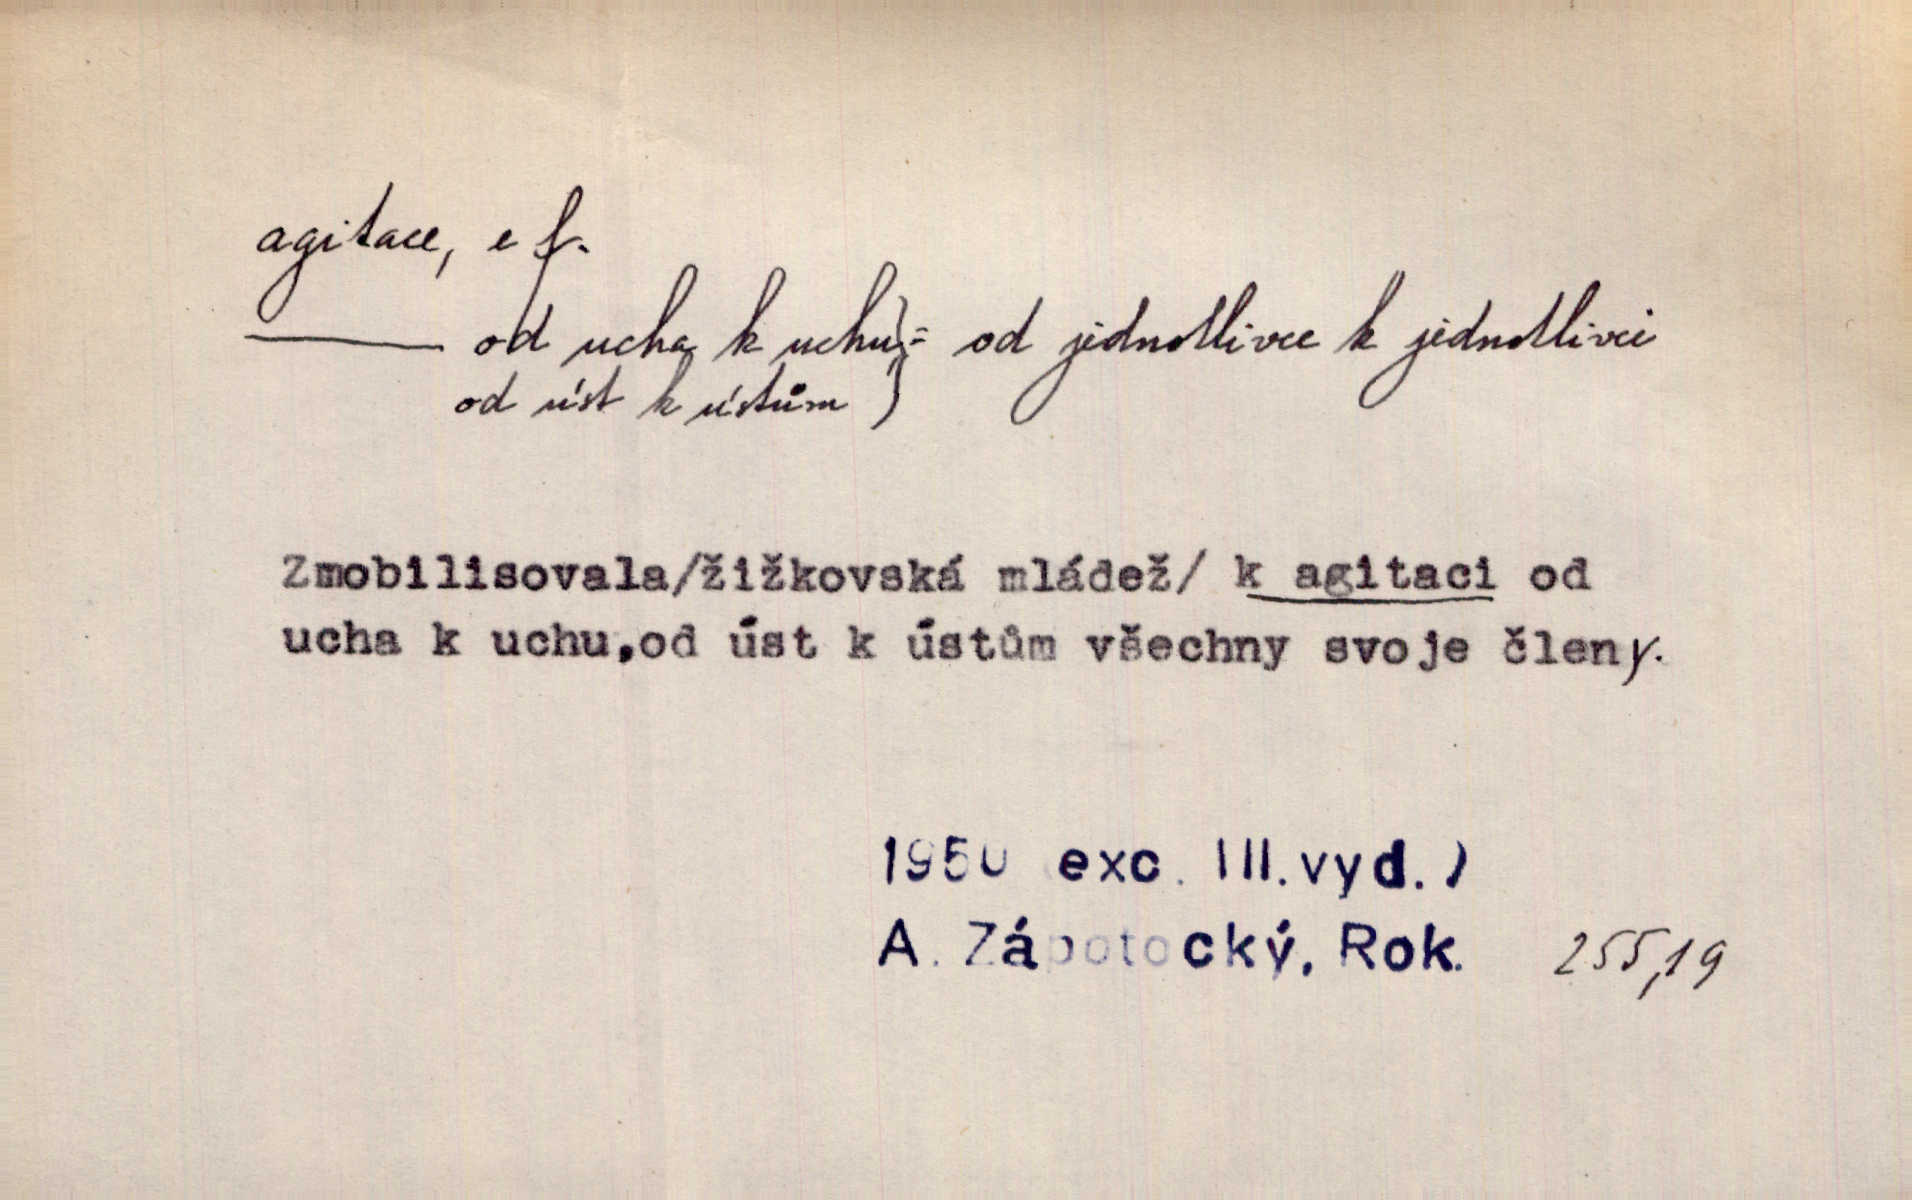 agitace, e f.
——— od ucha k uchu } = od jednotlivce k jednotlivci
od úst k ústům }
Zmobilisovala/žižkovská mládež/ k agitaci od
ucha k uchu,od úst k ústům všechny svoje členy.
1950 exc. III.vyd.)
A. Zápotocký, Rok. 255,19